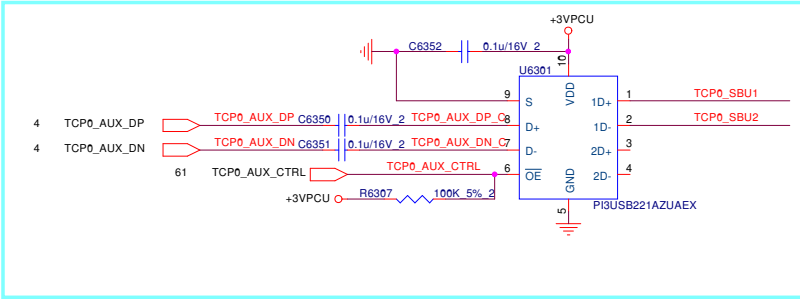 +3VPCU
C6352 0.1u/16V_2
U6301
10
VDD
9 S 1D+ 1 TCP0_SBU1
4 TCP0_AUX_DP TCP0_AUX_DP C6350 0.1u/16V_2 TCP0_AUX_DP_C 8 D+ 1D- 2 TCP0_SBU2
4 TCP0_AUX_DN TCP0_AUX_DN C6351 0.1u/16V_2 TCP0_AUX_DN_C 7 D- 2D+ 3
61 TCP0_AUX_CTRL TCP0_AUX_CTRL 6 OE 2D- 4
GND
+3VPCU R6307 100K_5%_2
5 PI3USB221AZUAEX